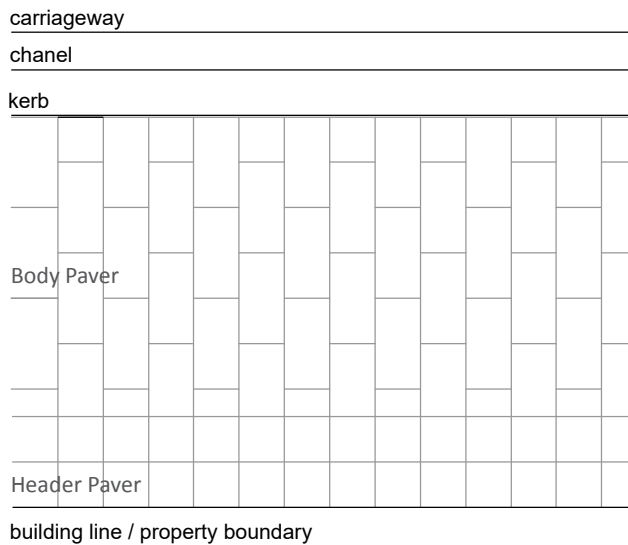 carriageway
chanel
kerb
Body Paver
Header Paver
building line / property boundary